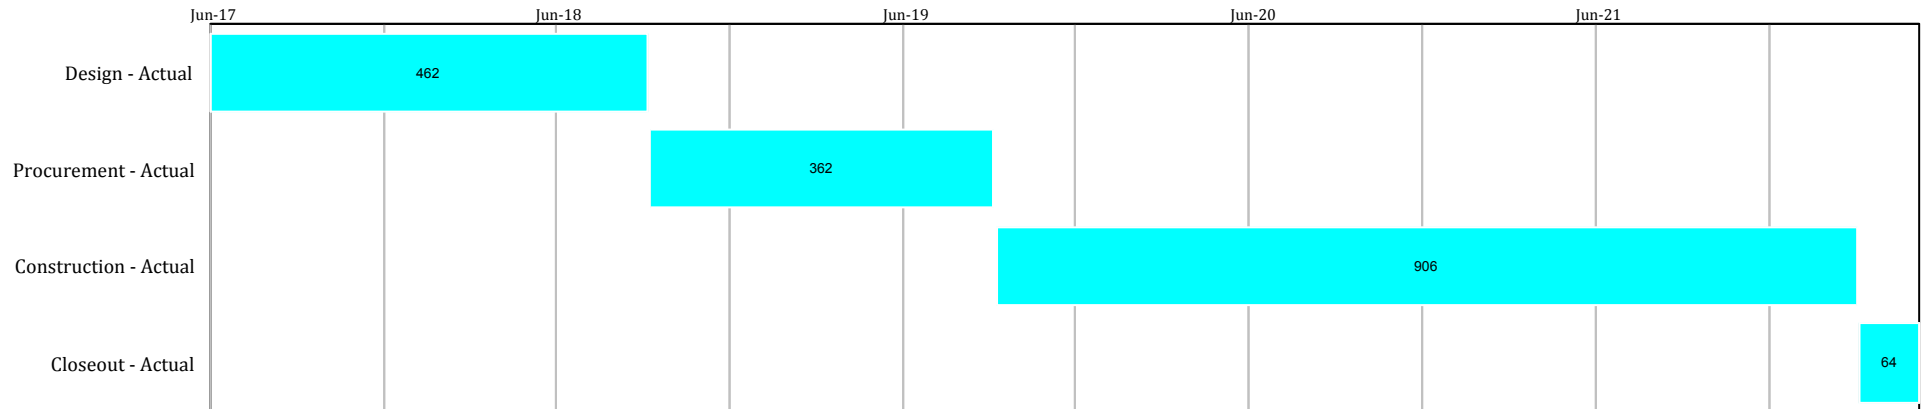 Jun-17 Jun-18 Jun-19 Jun-20 Jun-21
Design - Actual 462
Procurement - Actual 362
Construction - Actual 906
Closeout - Actual 64